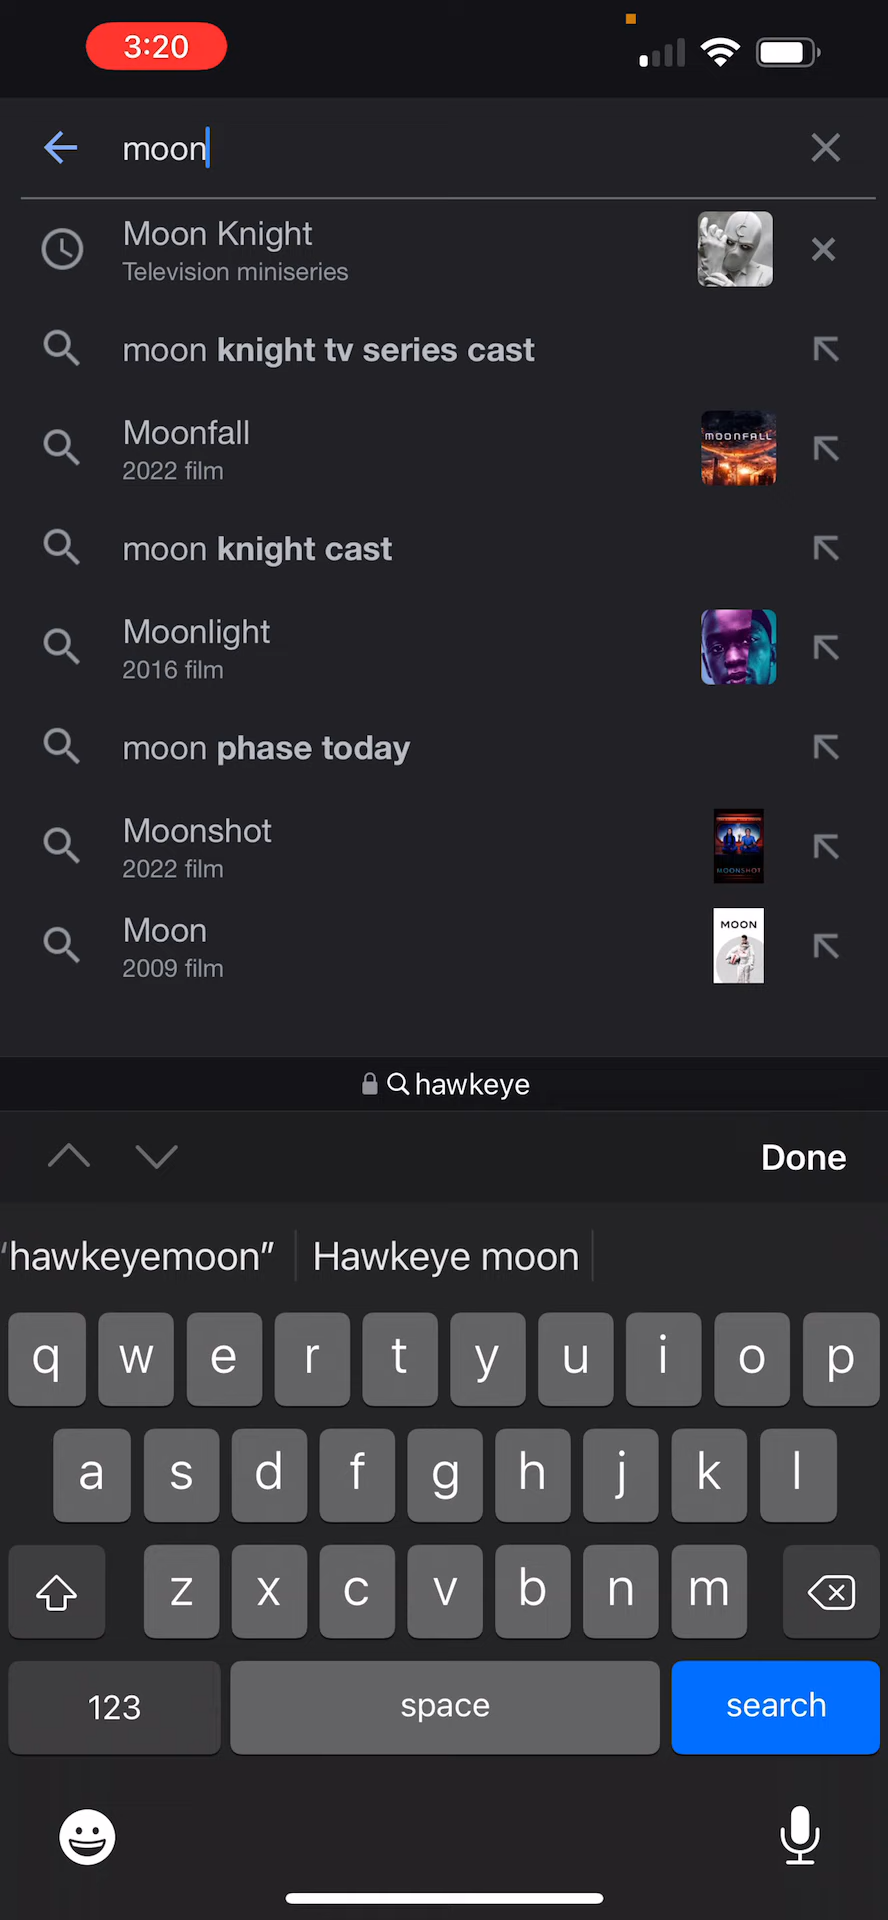 3:20
moon
Moon Knight
Television miniseries
moon knight tv series cast
Moonfall
2022 film
MOONFALL
moon knight cast
Moonlight
2016 film
moon phase today
Moonshot
2022 film
MOONSHOT
Moon
2009 film
MOON
hawkeye
Done
“hawkeyemoon”
Hawkeye moon
q w e r t y u i o p
a s d f g h j k l
z x c v b n m
123 space search